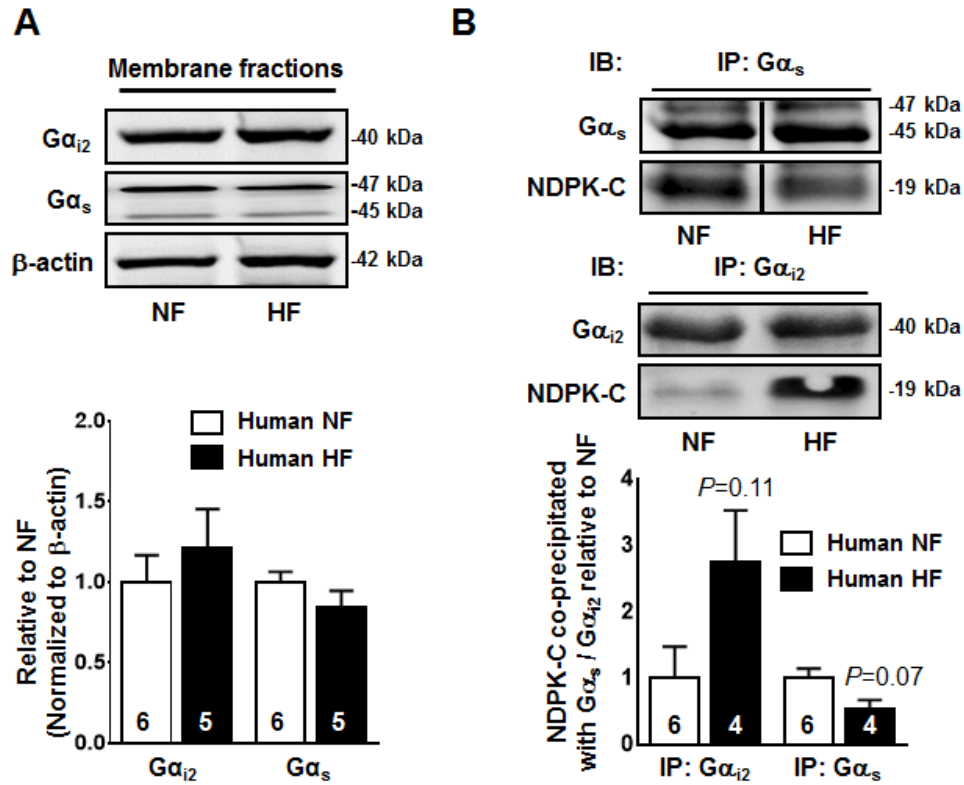 A
Membrane fractions
Gαi2
-40 kDa
Gαs
-47 kDa
-45 kDa
β-actin
-42 kDa
NF HF
Relative to NF
(Normalized to β-actin)
2.0
1.5
1.0
0.5
0.0
Human NF
Human HF
6 5 6 5
Gαi2 Gαs
B
IB: IP: Gαs
Gαs
-47 kDa
-45 kDa
NDPK-C
-19 kDa
NF HF
IB: IP: Gαi2
Gαi2
-40 kDa
NDPK-C
-19 kDa
NF HF
NDPK-C co-precipitated
with Gαs / Gαi2 relative to NF
4
3
2
1
0
P=0.11
Human NF
Human HF
P=0.07
6 4 6 4
IP: Gαi2 IP: Gαs